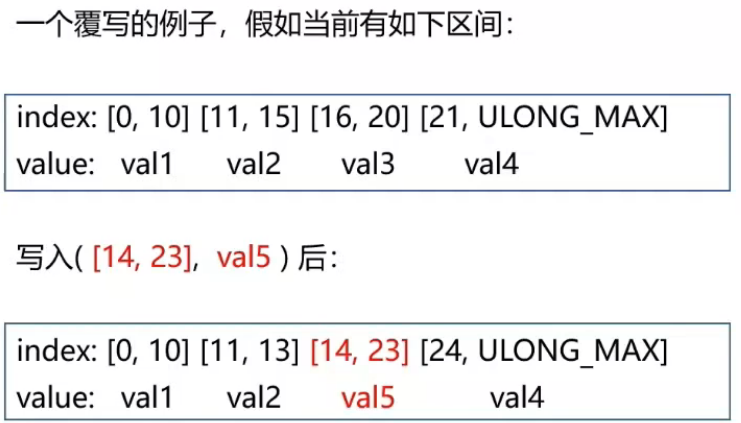 一个覆写的例子，假如当前有如下区间：
index: [0, 10] [11, 15] [16, 20] [21, ULONG_MAX]
value: val1 val2 val3 val4
写入( [14, 23], val5 ) 后：
index: [0, 10] [11, 13] [14, 23] [24, ULONG_MAX]
value: val1 val2 val5 val4